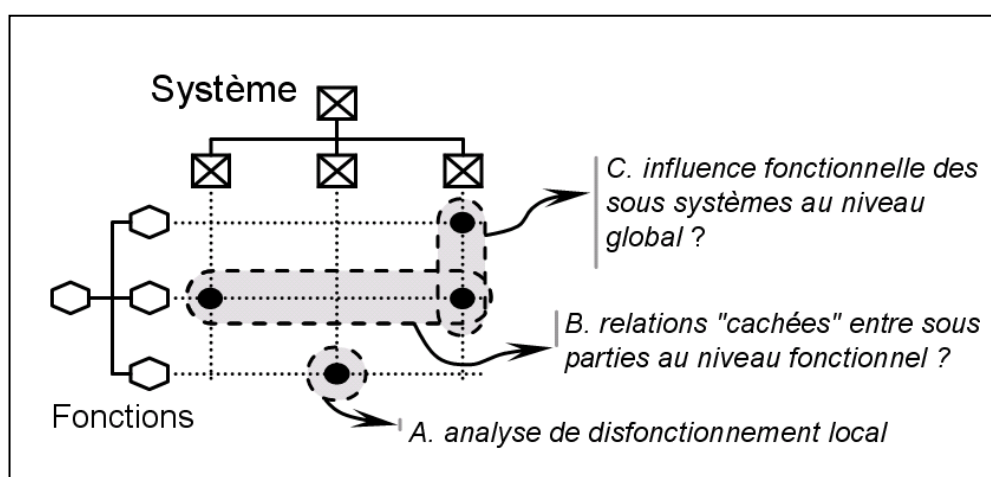 Système
C. influence fonctionnelle des
sous systèmes au niveau
global ?
B. relations "cachées" entre sous
parties au niveau fonctionnel ?
Fonctions
A. analyse de disfonctionnement local